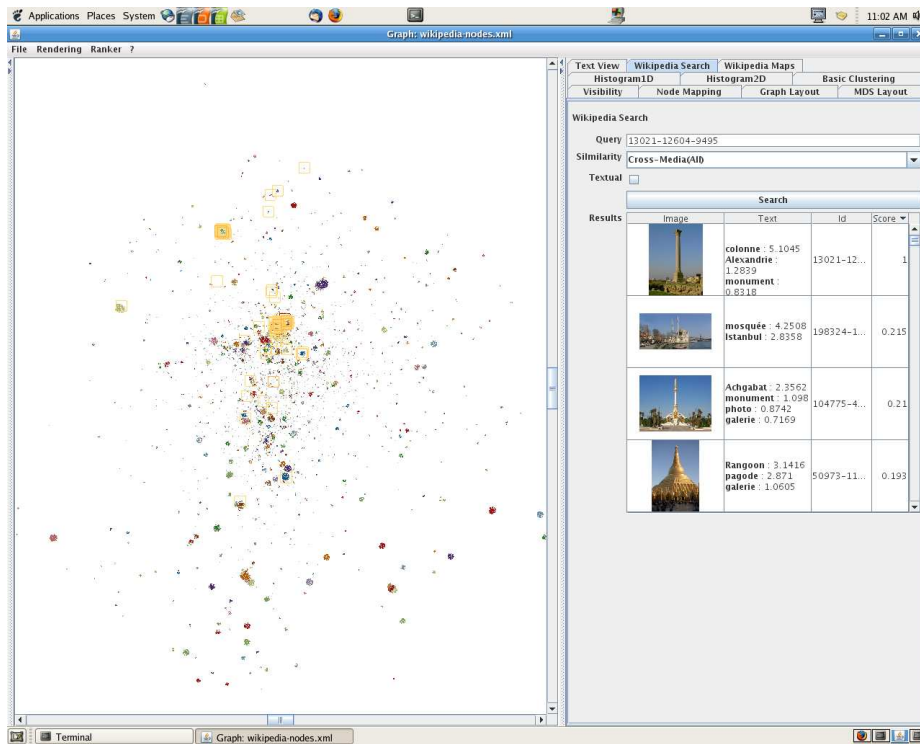 Applications Places System
11:02 AM
Graph: wikipedia-nodes.xml
File Rendering Ranker ?
Text View Wikipedia Search Wikipedia Maps
Histogram1D Histogram2D Basic Clustering
Visibility Node Mapping Graph Layout MDS Layout
Wikipedia Search
Query 13021-12604-9495
Silmilarity Cross-Media(All)
Textual
Search
Results Image Text Id Score
colonne : 5.1045
Alexandrie :
1.2839
monument :
0.8318
13021-12... 1
mosquée : 4.2508
Istanbul : 2.8358
198324-1... 0.215
Achgabat : 2.3562
monument : 1.098
photo : 0.8742
galerie : 0.7169
104775-4... 0.21
Rangoon : 3.1416
pagode : 2.871
galerie : 1.0605
50973-11... 0.193
Terminal Graph: wikipedia-nodes.xml